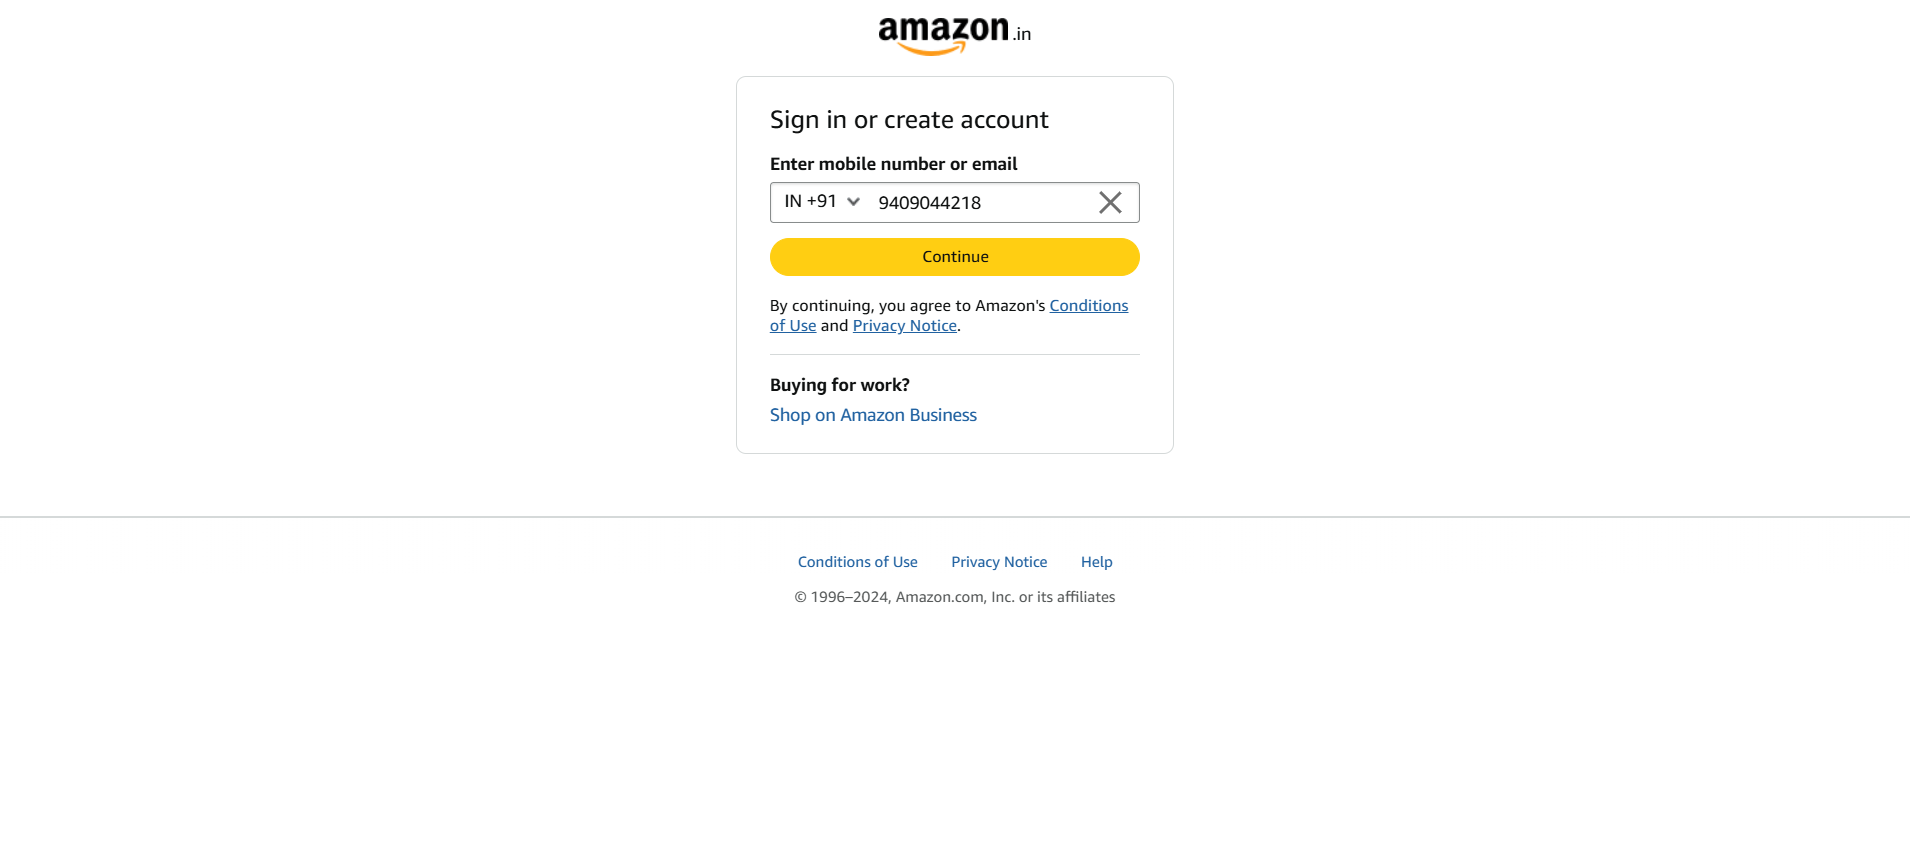 amazon.in
Sign in or create account
Enter mobile number or email
IN +91 9409044218
Continue
By continuing, you agree to Amazon's Conditions
of Use and Privacy Notice.
Buying for work?
Shop on Amazon Business
Conditions of Use Privacy Notice Help
© 1996–2024, Amazon.com, Inc. or its affiliates